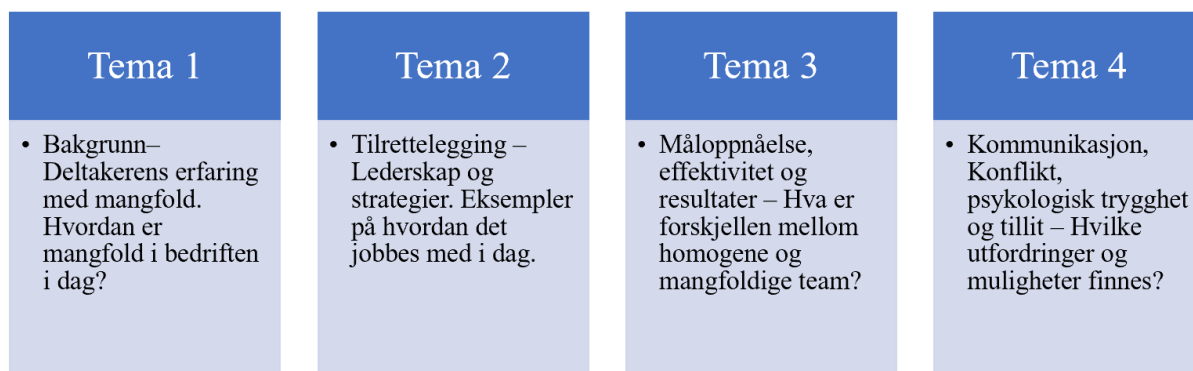 Tema 1
• Bakgrunn–
Deltakerens erfaring
med mangfold.
Hvordan er
mangfold i bedriften
i dag?
Tema 2
• Tilrettelegging –
Lederskap og
strategier. Eksempler
på hvordan det
jobbes med i dag.
Tema 3
• Måloppnåelse,
effektivitet og
resultater – Hva er
forskjellen mellom
homogene og
mangfoldige team?
Tema 4
• Kommunikasjon,
Konflikt,
psykologisk trygghet
og tillit – Hvilke
utfordringer og
muligheter finnes?